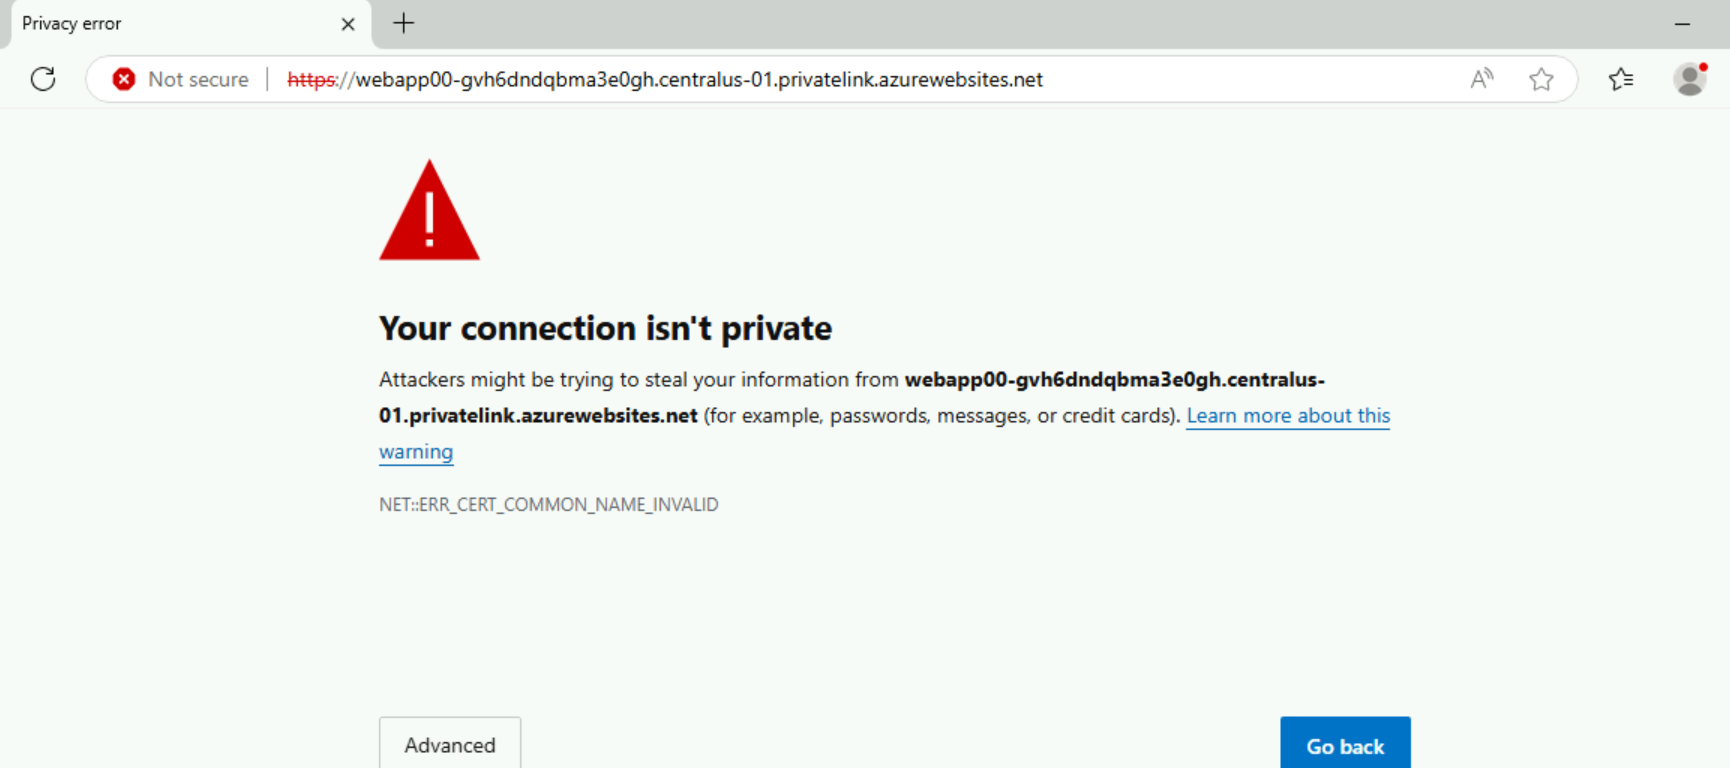 Privacy error
Not secure https://webapp00-gvh6dndqbma3e0gh.centralus-01.privatelink.azurewebsites.net
Your connection isn't private
Attackers might be trying to steal your information from webapp00-gvh6dndqbma3e0gh.centralus-
01.privatelink.azurewebsites.net (for example, passwords, messages, or credit cards). Learn more about this
warning
NET::ERR_CERT_COMMON_NAME_INVALID
Advanced
Go back